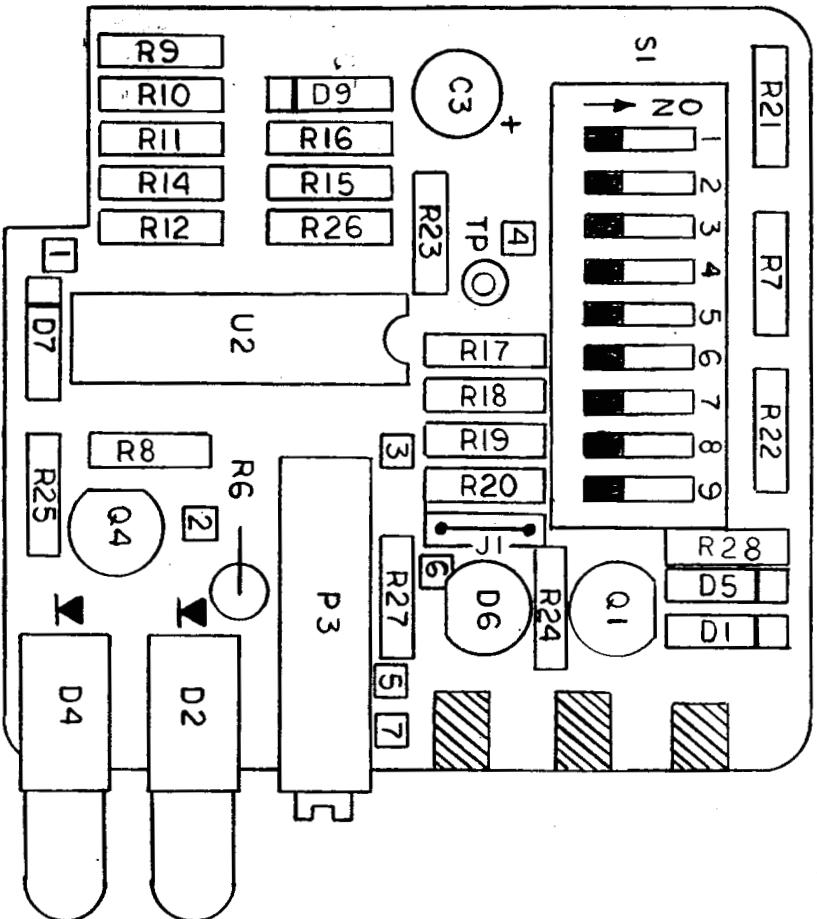 S1
R9
R10
D9
C3
+
R21
ON
R11
R16
1
R14
R15
2
R12
R26
R23
TP
4
3
1
4
R7
D7
U2
5
R17
6
R18
7
R22
R8
3
R19
8
R25
R6
R20
9
Q4
2
J1
R28
6
D5
P3
R27
D6
R24
Q1
D1
5
D4
D2
7